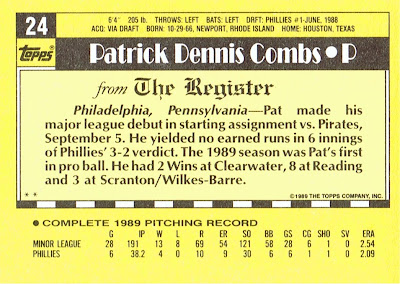 24
6'4" 205 lb. THROWS: LEFT BATS: LEFT DRFT: PHILLIES #1-JUNE, 1988
ACQ: VIA DRAFT BORN: 10-29-66, NEWPORT, RHODE ISLAND HOME: HOUSTON, TEXAS
Topps
Patrick Dennis Combs • P
from The Register
Philadelphia, Pennsylvania—Pat made his
major league debut in starting assignment vs. Pirates,
September 5. He yielded no earned runs in 6 innings
of Phillies' 3-2 verdict. The 1989 season was Pat's first
in pro ball. He had 2 Wins at Clearwater, 8 at Reading
and 3 at Scranton/Wilkes-Barre.
** ©1989 THE TOPPS COMPANY, INC.
• COMPLETE 1989 PITCHING RECORD
G IP W L R ER SO BB GS CG SHO SV ERA
MINOR LEAGUE 28 191 13 8 69 54 121 58 28 6 1 0 2.54
PHILLIES 6 38.2 4 0 10 9 30 6 6 1 1 0 2.09